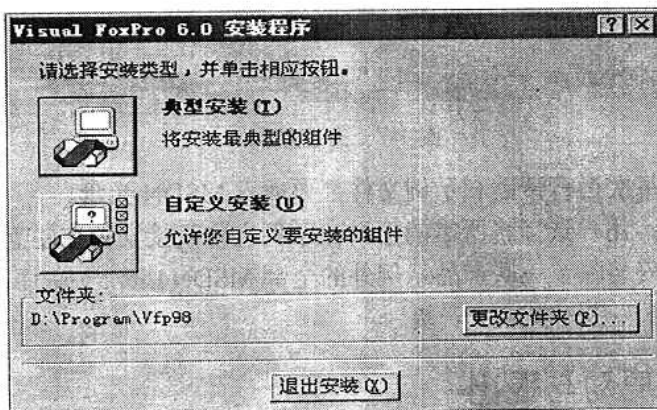 Visual FoxPro 6.0 安装程序
请选择安装类型，并单击相应按钮。
典型安装(T)
将安装最典型的组件
自定义安装(U)
允许您自定义要安装的组件
文件夹:
D:\Program\Vfp98
更改文件夹(F)...
退出安装(X)